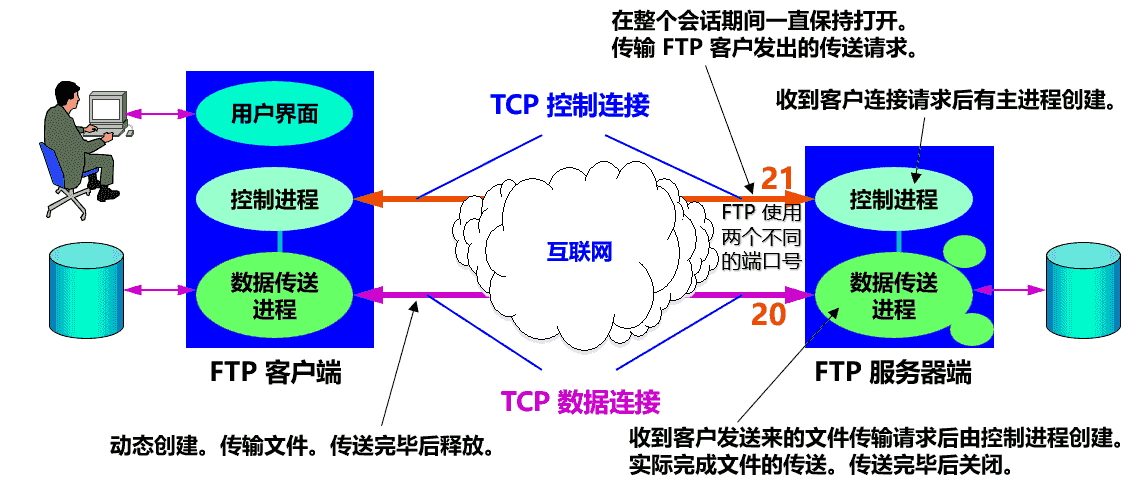 在整个会话期间一直保持打开。
传输 FTP 客户发出的传送请求。
TCP 控制连接
收到客户连接请求后有主进程创建。
用户界面
控制进程
21
控制进程
FTP 使用
两个不同
的端口号
互联网
数据传送
进程
20
数据传送
进程
FTP 客户端
FTP 服务器端
TCP 数据连接
动态创建。传输文件。传送完毕后释放。
收到客户发送来的文件传输请求后由控制进程创建。
实际完成文件的传送。传送完毕后关闭。